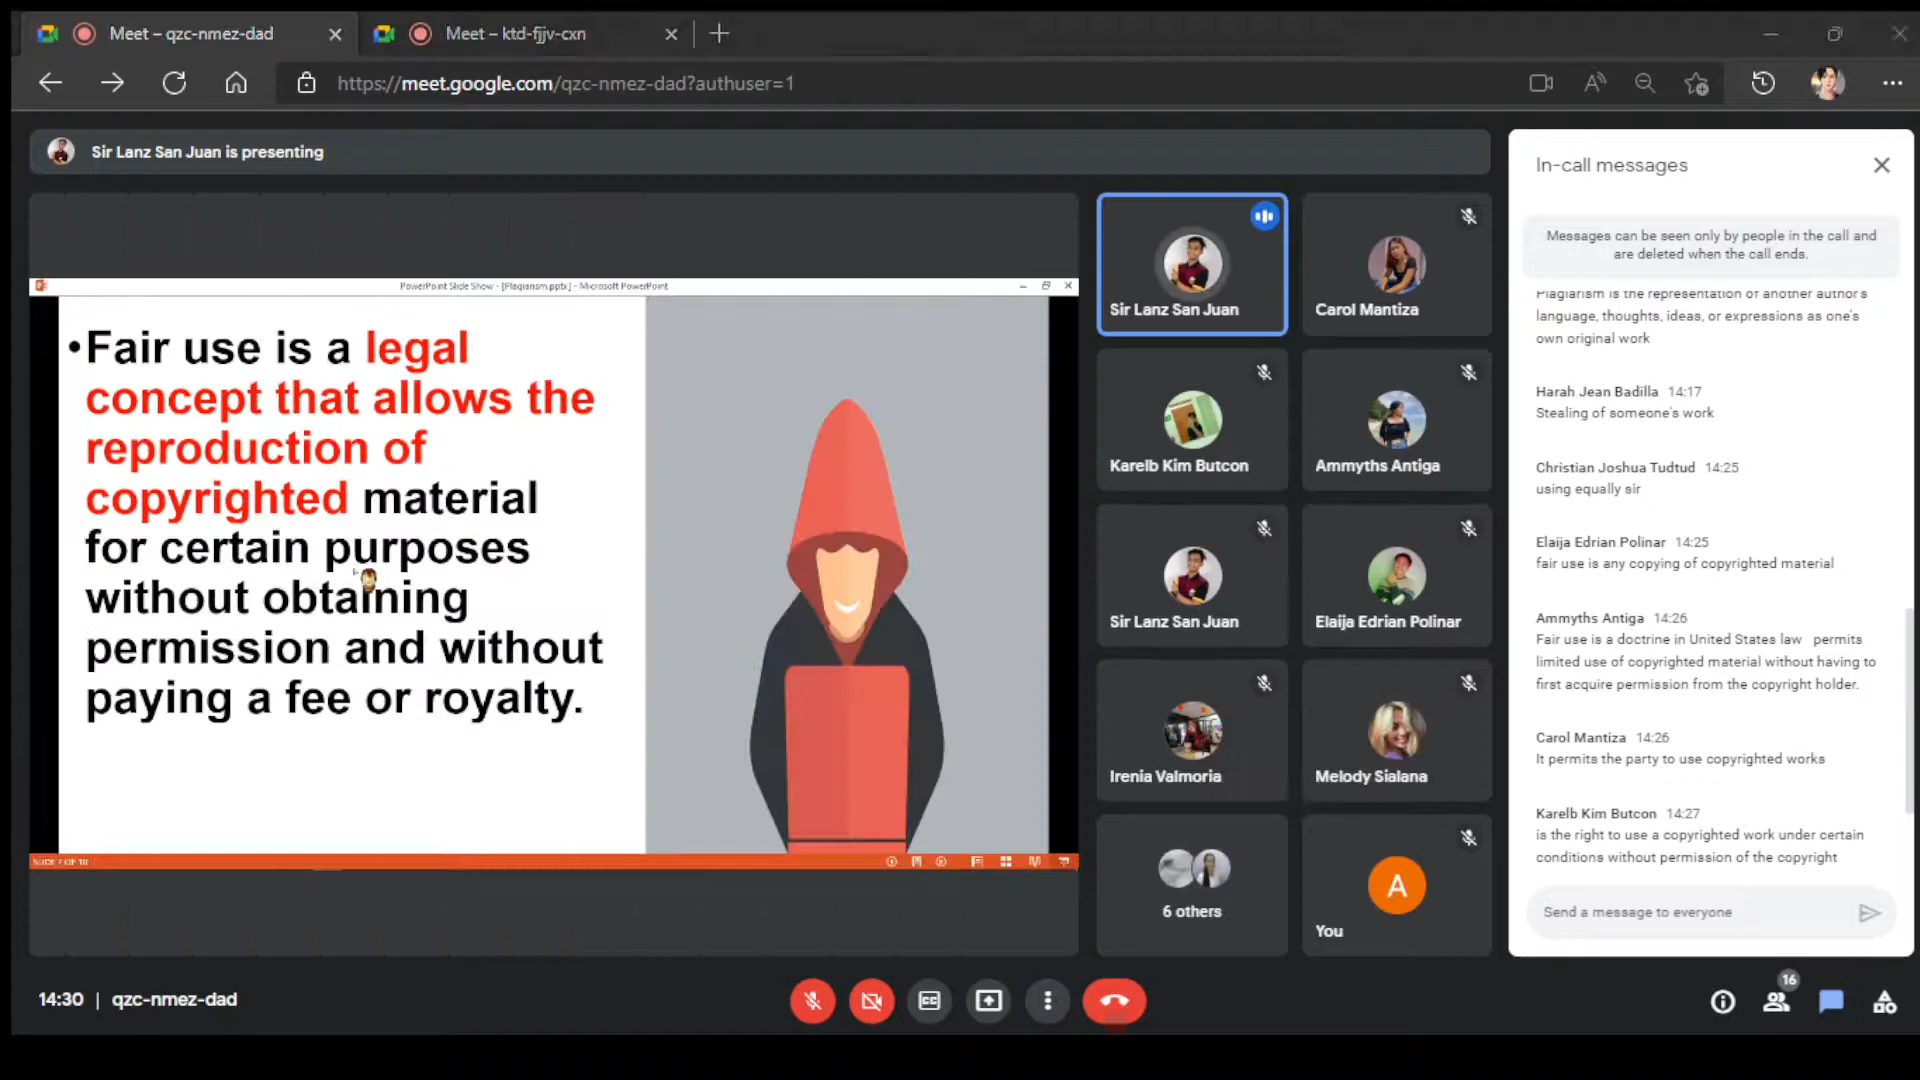 Meet – qzc-nmez-dad
Meet – ktd-fjjv-cxn
https://meet.google.com/qzc-nmez-dad?authuser=1
Sir Lanz San Juan is presenting
PowerPoint Slide Show - [Plagiarism.pptx] - Microsoft PowerPoint
•Fair use is a legal
concept that allows the
reproduction of
copyrighted material
for certain purposes
without obtaining
permission and without
paying a fee or royalty.
SLIDE 7 OF 10
Sir Lanz San Juan
Carol Mantiza
Karelb Kim Butcon
Ammyths Antiga
Sir Lanz San Juan
Elaija Edrian Polinar
Irenia Valmoria
Melody Sialana
6 others
A
You
In-call messages
Messages can be seen only by people in the call and
are deleted when the call ends.
Plagiarism is the representation of another author's
language, thoughts, ideas, or expressions as one's
own original work
Harah Jean Badilla 14:17
Stealing of someone's work
Christian Joshua Tudtud 14:25
using equally sir
Elaija Edrian Polinar 14:25
fair use is any copying of copyrighted material
Ammyths Antiga 14:26
Fair use is a doctrine in United States law permits
limited use of copyrighted material without having to
first acquire permission from the copyright holder.
Carol Mantiza 14:26
It permits the party to use copyrighted works
Karelb Kim Butcon 14:27
is the right to use a copyrighted work under certain
conditions without permission of the copyright
Send a message to everyone
14:30 | qzc-nmez-dad
16